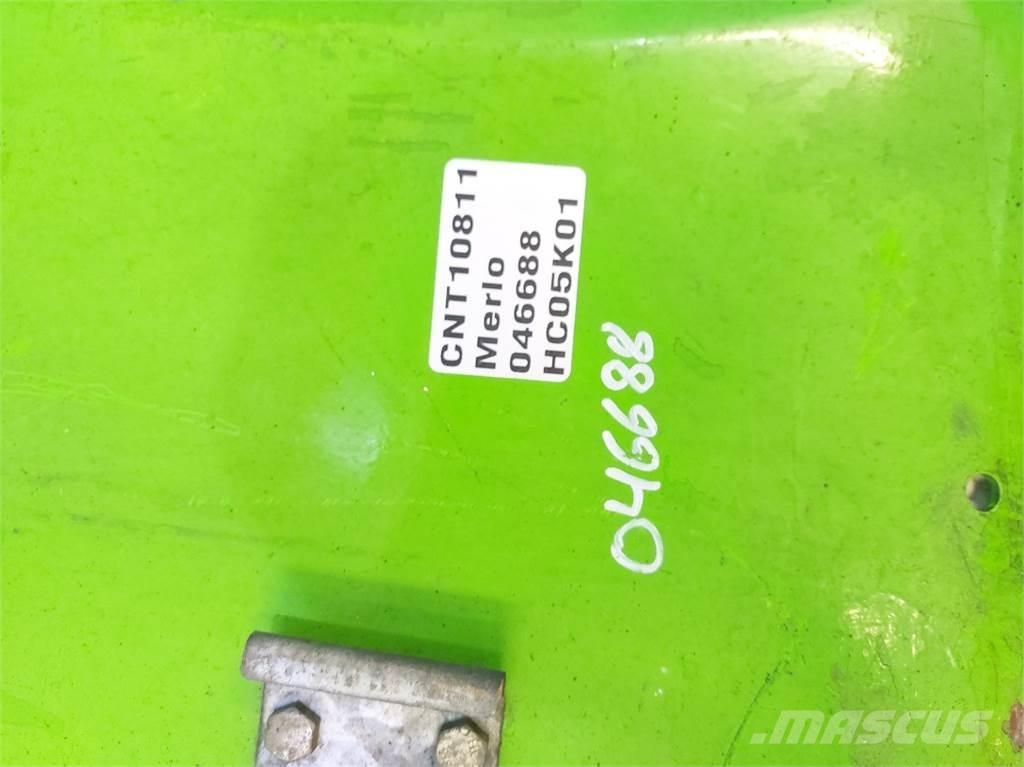 CNT10811
Merlo
046688
HC05K01
046688
MASCUS